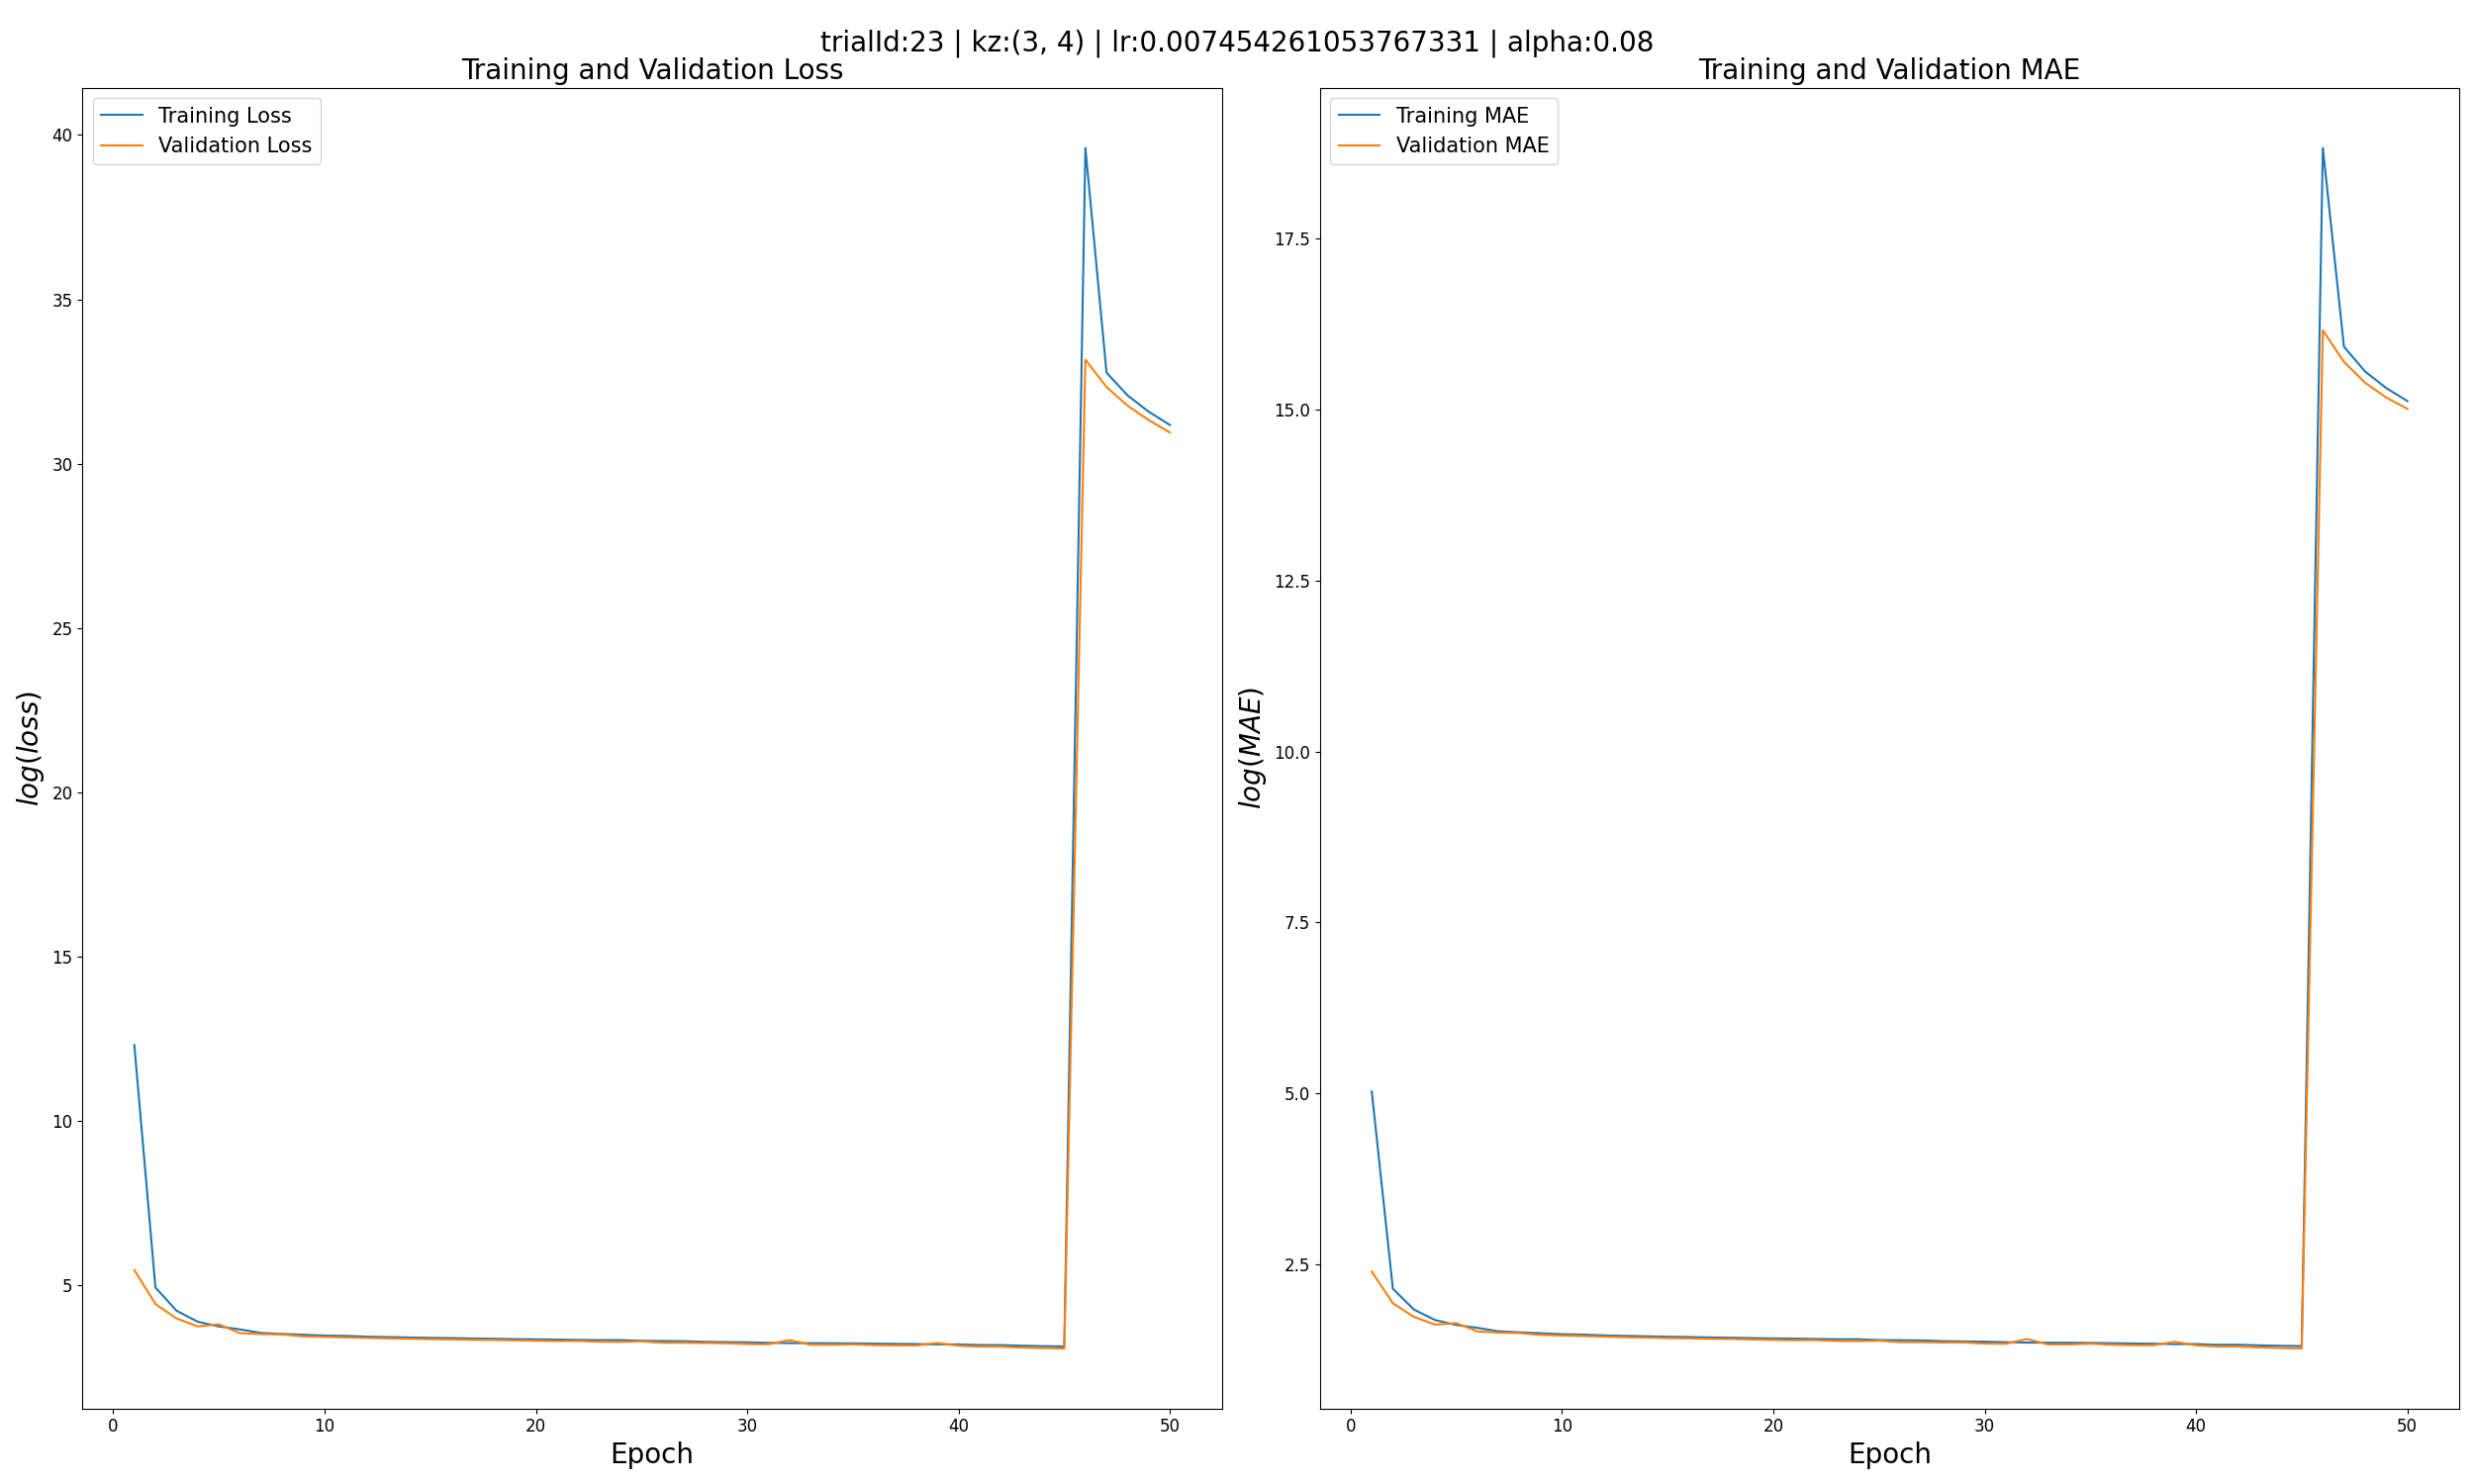 trialId:23 | kz:(3, 4) | lr:0.007454261053767331 | alpha:0.08
Training and Validation Loss
Training Loss
Validation Loss
40
35
30
25
20
15
10
5
log(loss)
0 10 20 30 40 50
Epoch
Training and Validation MAE
Training MAE
Validation MAE
17.5
15.0
12.5
10.0
7.5
5.0
2.5
log(MAE)
0 10 20 30 40 50
Epoch